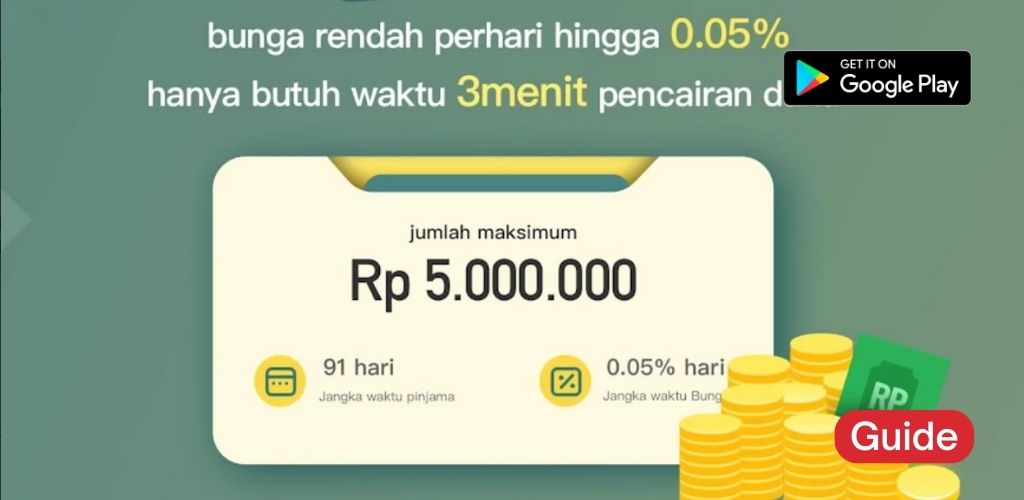 bunga rendah perhari hingga 0.05%
GET IT ON
Google Play
hanya butuh waktu 3menit pencairan
jumlah maksimum
Rp 5.000.000
91 hari
Jangka waktu pinjama
0.05% hari
Jangka waktu Bung
RP
Guide